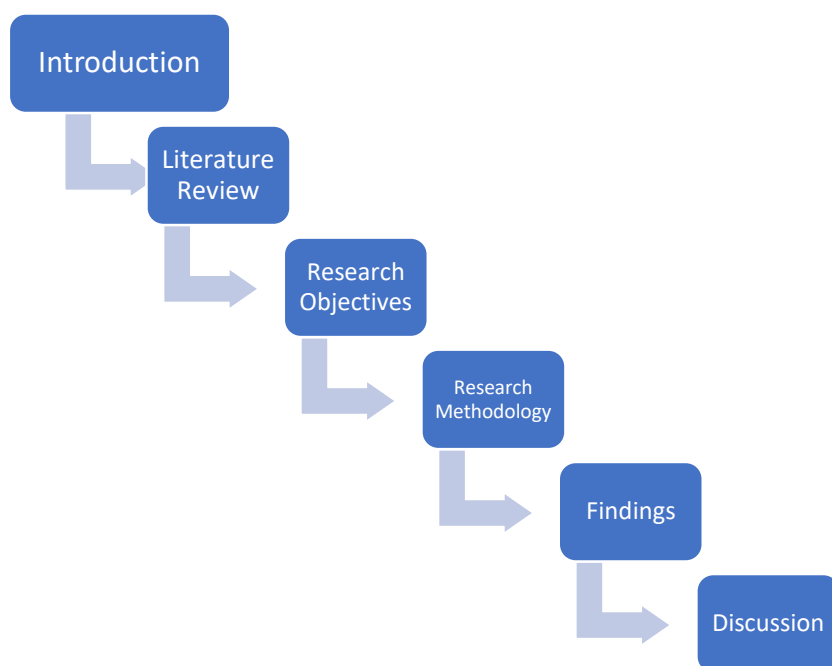 Introduction
Literature
Review
Research
Objectives
Research
Methodology
Findings
Discussion